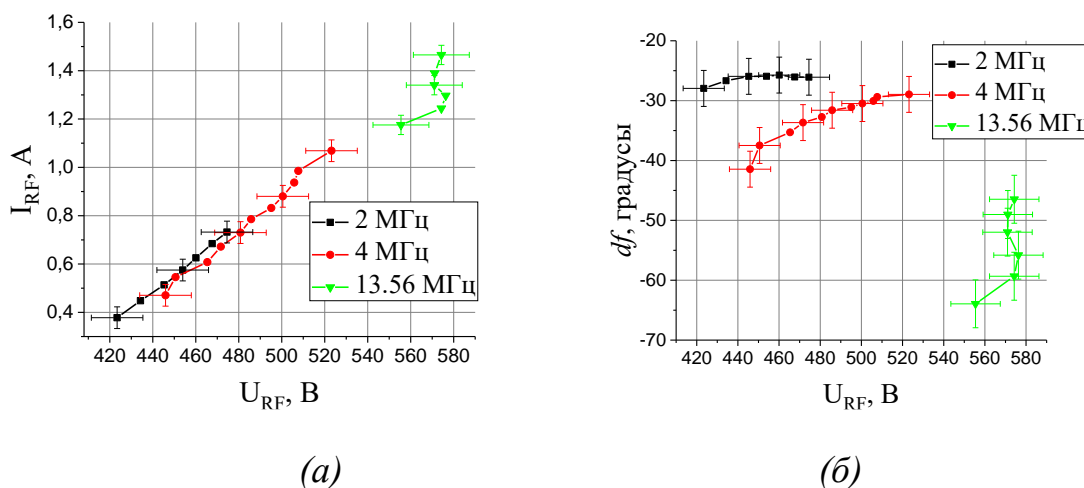 1,6
1,4
1,2
1,0
0,8
0,6
0,4
I_RF, А
420 440 460 480 500 520 540 560 580
U_RF, В
2 МГц
4 МГц
13.56 МГц
(а)
-20
-30
-40
-50
-60
-70
df, градусы
420 440 460 480 500 520 540 560 580
U_RF, В
2 МГц
4 МГц
13.56 МГц
(б)